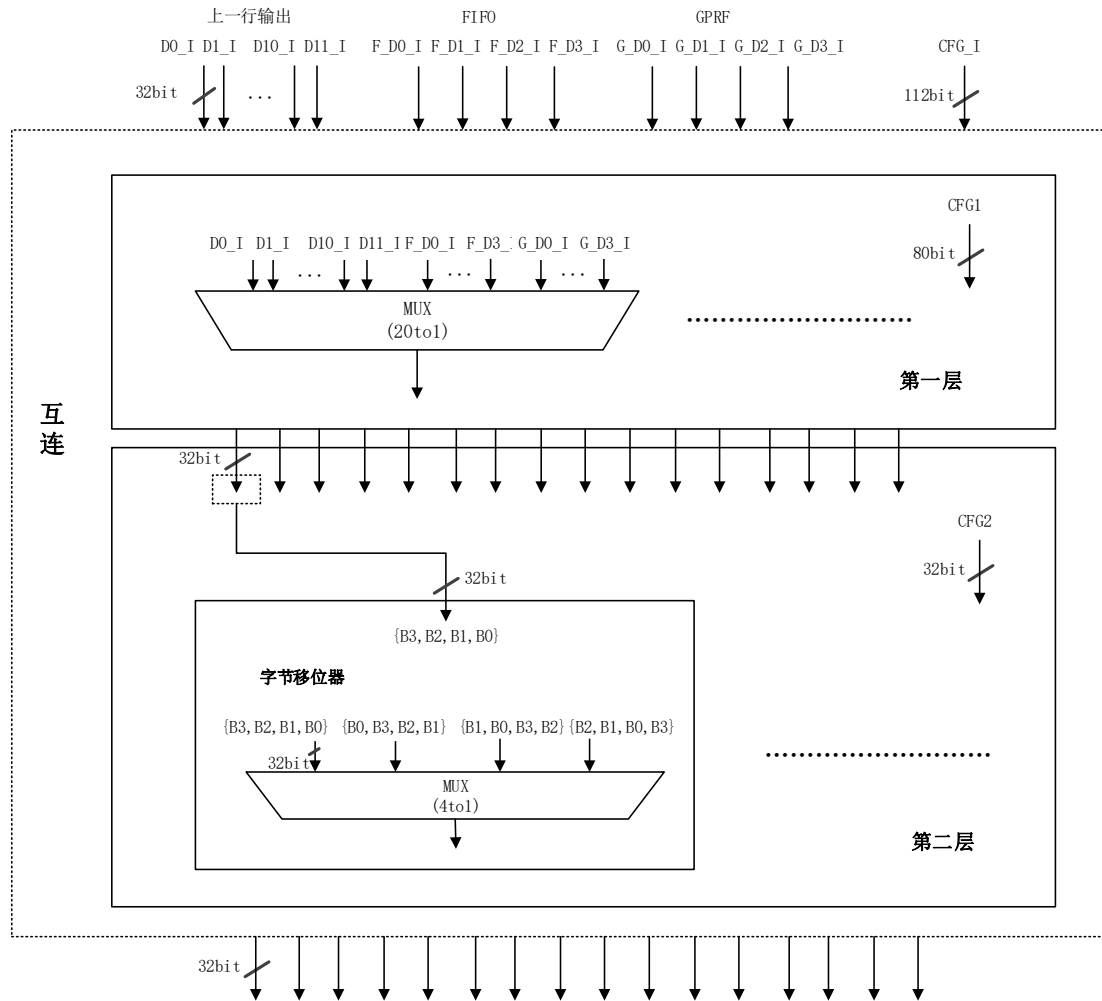 上一行输出 FIFO GPRF
D0_I D1_I D10_I D11_I F_D0_I F_D1_I F_D2_I F_D3_I G_D0_I G_D1_I G_D2_I G_D3_I CFG_I
32bit ... 112bit
CFG1
D0_I D1_I D10_I D11_I F_D0_I F_D3_I G_D0_I G_D3_I 80bit
... ... ...
MUX
(20to1)
第一层
互
连
32bit
CFG2
32bit 32bit
{B3,B2,B1,B0}
字节移位器
{B3,B2,B1,B0} {B0,B3,B2,B1} {B1,B0,B3,B2} {B2,B1,B0,B3}
32bit
MUX
(4to1)
第二层
32bit